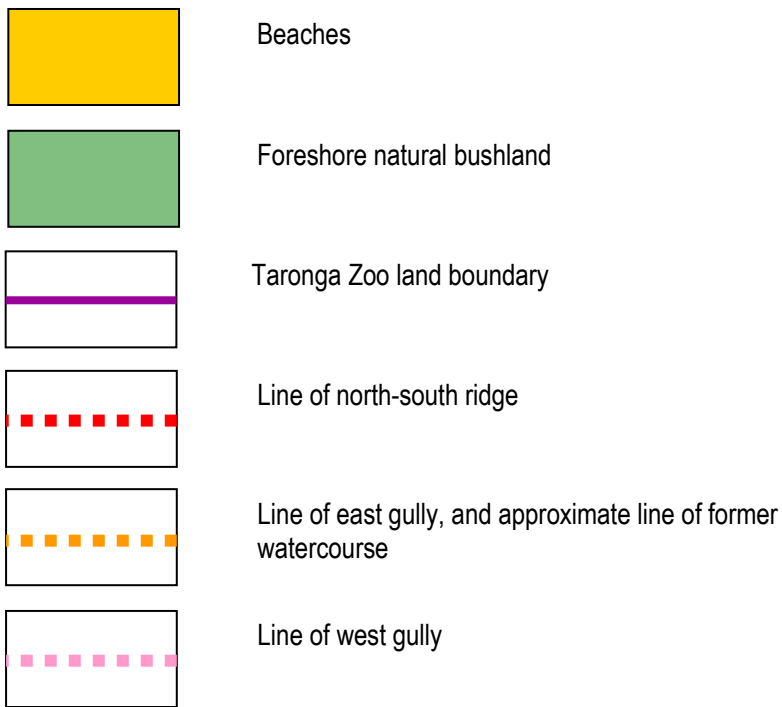 Beaches
Foreshore natural bushland
Taronga Zoo land boundary
Line of north-south ridge
Line of east gully, and approximate line of former
watercourse
Line of west gully